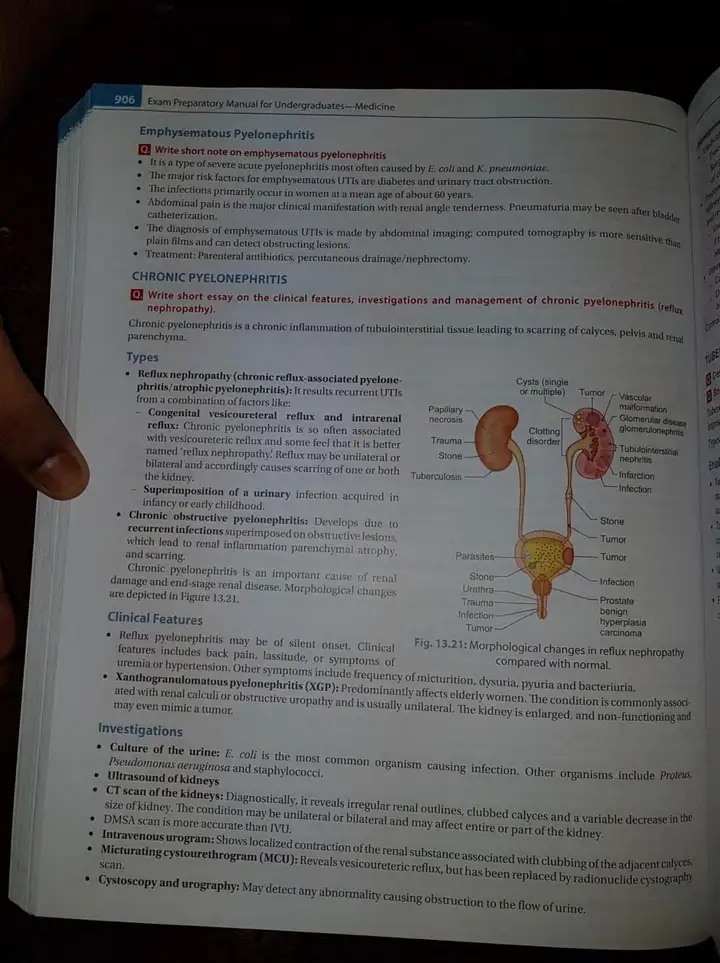 906 Exam Preparatory Manual for Undergraduates—Medicine
Emphysematous Pyelonephritis
Q. Write short note on emphysematous pyelonephritis
• It is a type of severe acute pyelonephritis most often caused by E. coli and K. pneumoniae.
• The major risk factors for emphysematous UTIs are diabetes and urinary tract obstruction.
• The infections primarily occur in women at a mean age of about 60 years.
• Abdominal pain is the major clinical manifestation with renal angle tenderness. Pneumaturia may be seen after bladder
catheterization.
• The diagnosis of emphysematous UTIs is made by abdominal imaging; computed tomography is more sensitive than
plain films and can detect obstructing lesions.
• Treatment: Parenteral antibiotics, percutaneous drainage/nephrectomy.
CHRONIC PYELONEPHRITIS
Q. Write short essay on the clinical features, investigations and management of chronic pyelonephritis (reflux
nephropathy).
Chronic pyelonephritis is a chronic inflammation of tubulointerstitial tissue leading to scarring of calyces, pelvis and renal
parenchyma.
Types
• Reflux nephropathy (chronic reflux-associated pyelone-
phritis/atrophic pyelonephritis): It results recurrent UTIs
from a combination of factors like:
– Congenital vesicoureteral reflux and intrarenal
reflux: Chronic pyelonephritis is so often associated
with vesicoureteric reflux and some feel that it is better
named 'reflux nephropathy'. Reflux may be unilateral or
bilateral and accordingly causes scarring of one or both
the kidney.
– Superimposition of a urinary infection acquired in
infancy or early childhood.
• Chronic obstructive pyelonephritis: Develops due to
recurrent infections superimposed on obstructive lesions,
which lead to renal inflammation parenchymal atrophy,
and scarring.
Chronic pyelonephritis is an important cause of renal
damage and end-stage renal disease. Morphological changes
are depicted in Figure 13.21.
Papillary
necrosis
Trauma
Stone
Tuberculosis
Cysts (single
or multiple)
Tumor
Clotting
disorder
Vascular
malformation
Glomerular disease
glomerulonephritis
Tubulointerstitial
nephritis
Infarction
Infection
Stone
Tumor
Tumor
Infection
Prostate
benign
hyperplasia
carcinoma
Parasites
Stone
Urethra
Trauma
Infection
Tumor
Fig. 13.21: Morphological changes in reflux nephropathy
compared with normal.
Clinical Features
• Reflux pyelonephritis may be of silent onset. Clinical
features includes back pain, lassitude, or symptoms of
uremia or hypertension. Other symptoms include frequency of micturition, dysuria, pyuria and bacteriuria.
• Xanthogranulomatous pyelonephritis (XGP): Predominantly affects elderly women. The condition is commonly associ-
ated with renal calculi or obstructive uropathy and is usually unilateral. The kidney is enlarged, and non-functioning and
may even mimic a tumor.
Investigations
• Culture of the urine: E. coli is the most common organism causing infection. Other organisms include Proteus,
Pseudomonas aeruginosa and staphylococci.
• Ultrasound of kidneys
• CT scan of the kidneys: Diagnostically, it reveals irregular renal outlines, clubbed calyces and a variable decrease in the
size of kidney. The condition may be unilateral or bilateral and may affect entire or part of the kidney.
• DMSA scan is more accurate than IVU.
• Intravenous urogram: Shows localized contraction of the renal substance associated with clubbing of the adjacent calyces.
• Micturating cystourethrogram (MCU): Reveals vesicoureteric reflux, but has been replaced by radionuclide cystography
scan.
• Cystoscopy and urography: May detect any abnormality causing obstruction to the flow of urine.